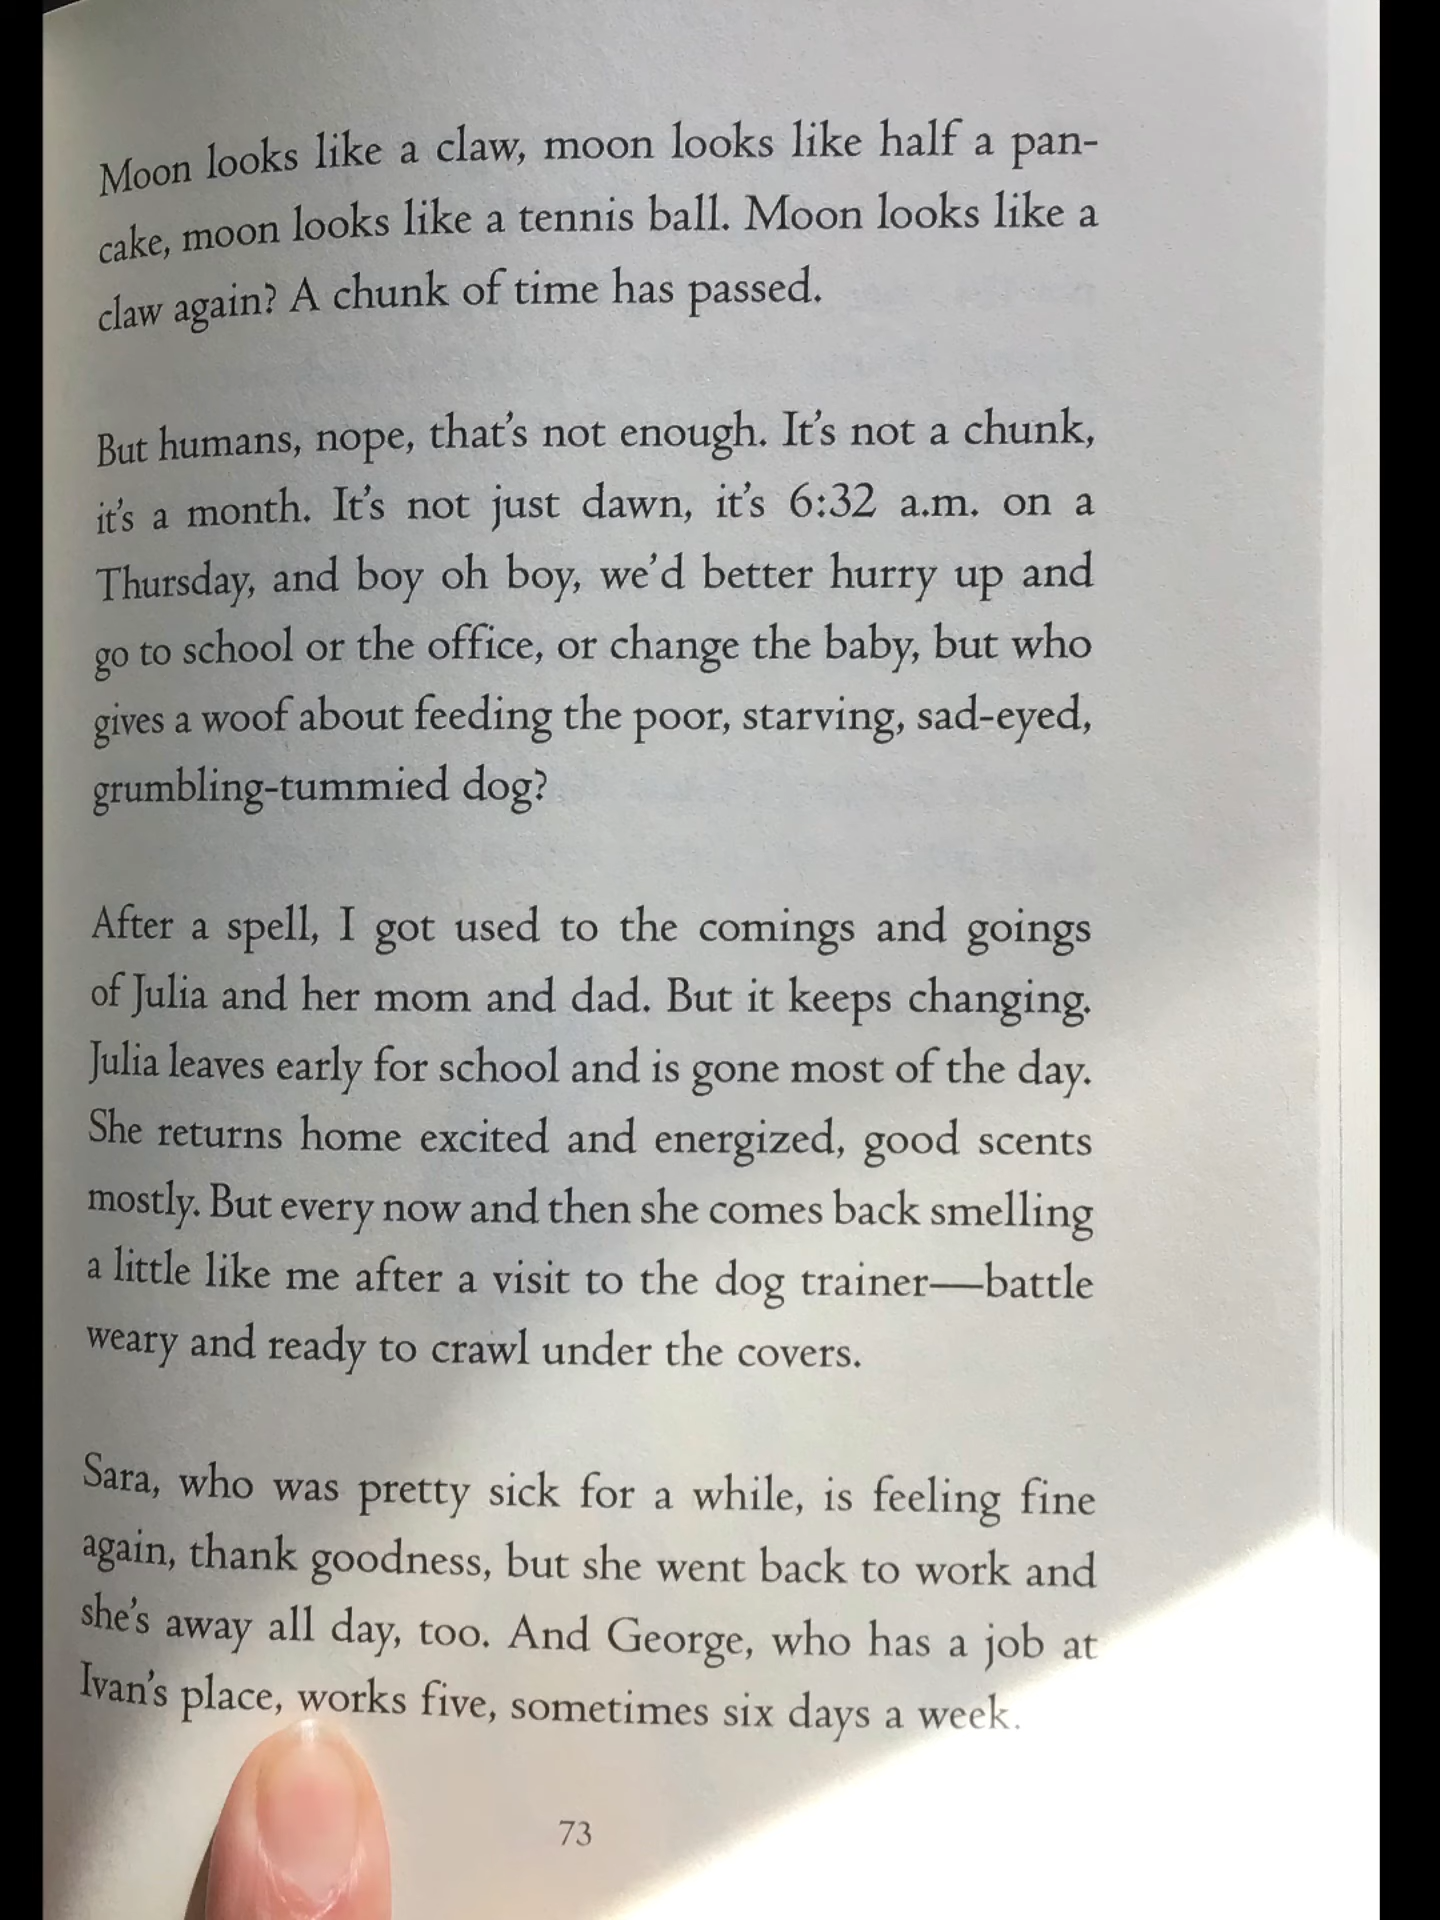 Moon looks like a claw, moon looks like half a pan-
cake, moon looks like a tennis ball. Moon looks like a
claw again? A chunk of time has passed.
But humans, nope, that's not enough. It's not a chunk,
it's a month. It's not just dawn, it's 6:32 a.m. on a
Thursday, and boy oh boy, we'd better hurry up and
go to school or the office, or change the baby, but who
gives a woof about feeding the poor, starving, sad-eyed,
grumbling-tummied dog?
After a spell, I got used to the comings and goings
of Julia and her mom and dad. But it keeps changing.
Julia leaves early for school and is gone most of the day.
She returns home excited and energized, good scents
mostly. But every now and then she comes back smelling
a little like me after a visit to the dog trainer—battle
weary and ready to crawl under the covers.
Sara, who was pretty sick for a while, is feeling fine
again, thank goodness, but she went back to work and
she's away all day, too. And George, who has a job at
Ivan's place, works five, sometimes six days a week.
73